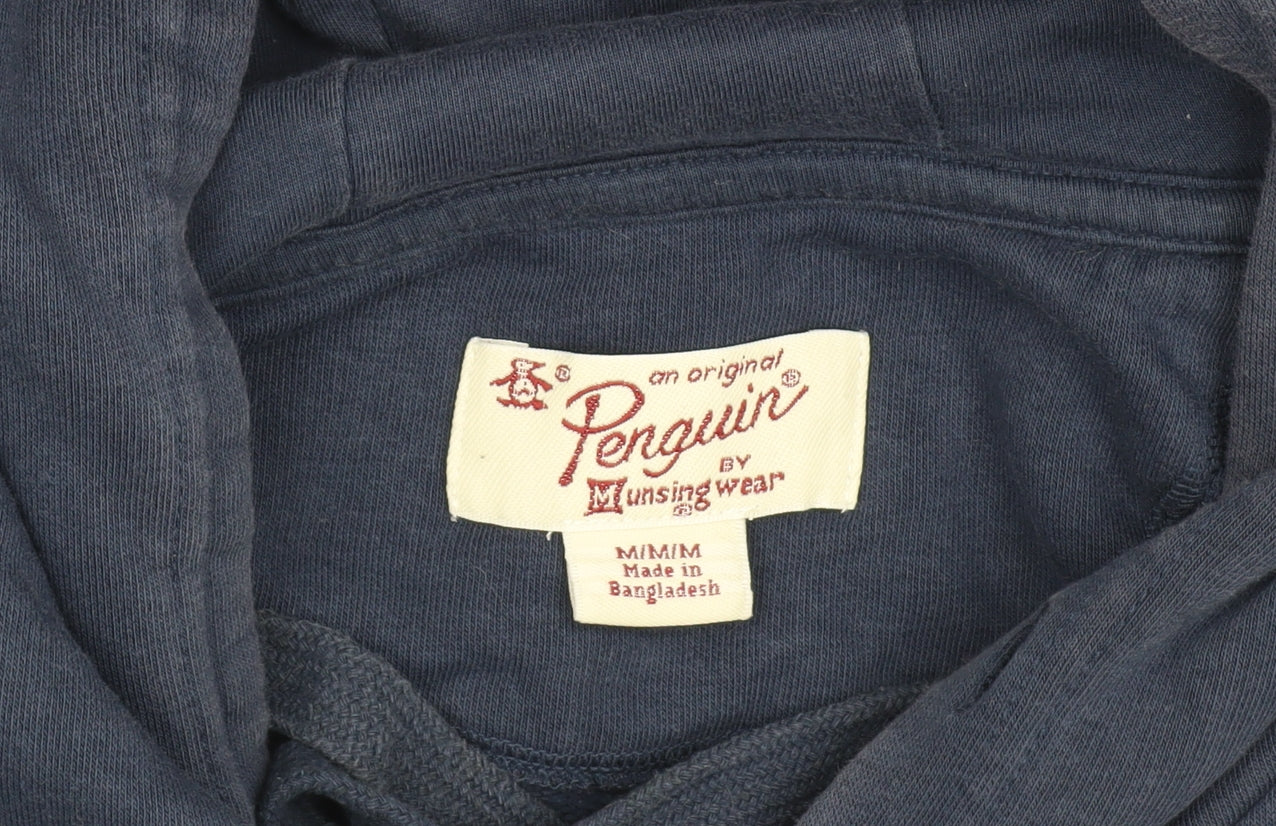 ®
an original
Penguin®
BY
Munsingwear
®
M/M/M
Made in
Bangladesh